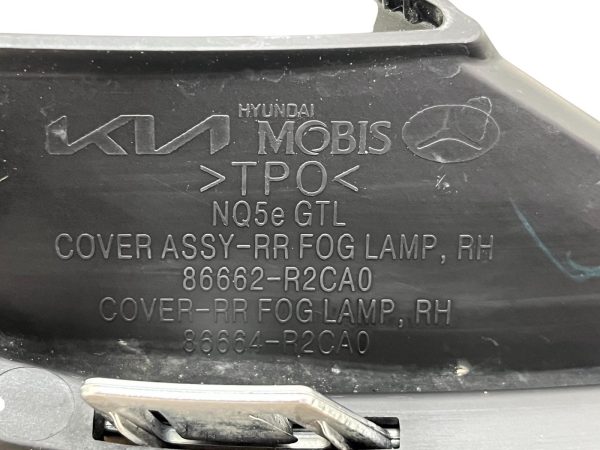 KIA HYUNDAI MOBIS
>TPO<
NQ5e GTL
COVER ASSY-RR FOG LAMP, RH
86662-R2CA0
COVER-RR FOG LAMP, RH
86664-R2CA0